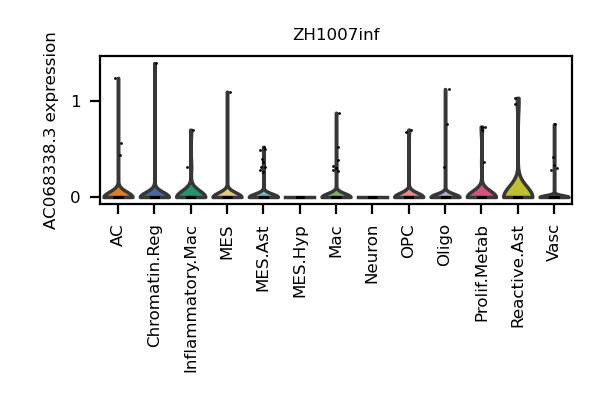 ZH1007inf
AC068338.3 expression
1
0
AC
Chromatin.Reg
Inflammatory.Mac
MES
MES.Ast
MES.Hyp
Mac
Neuron
OPC
Oligo
Prolif.Metab
Reactive.Ast
Vasc